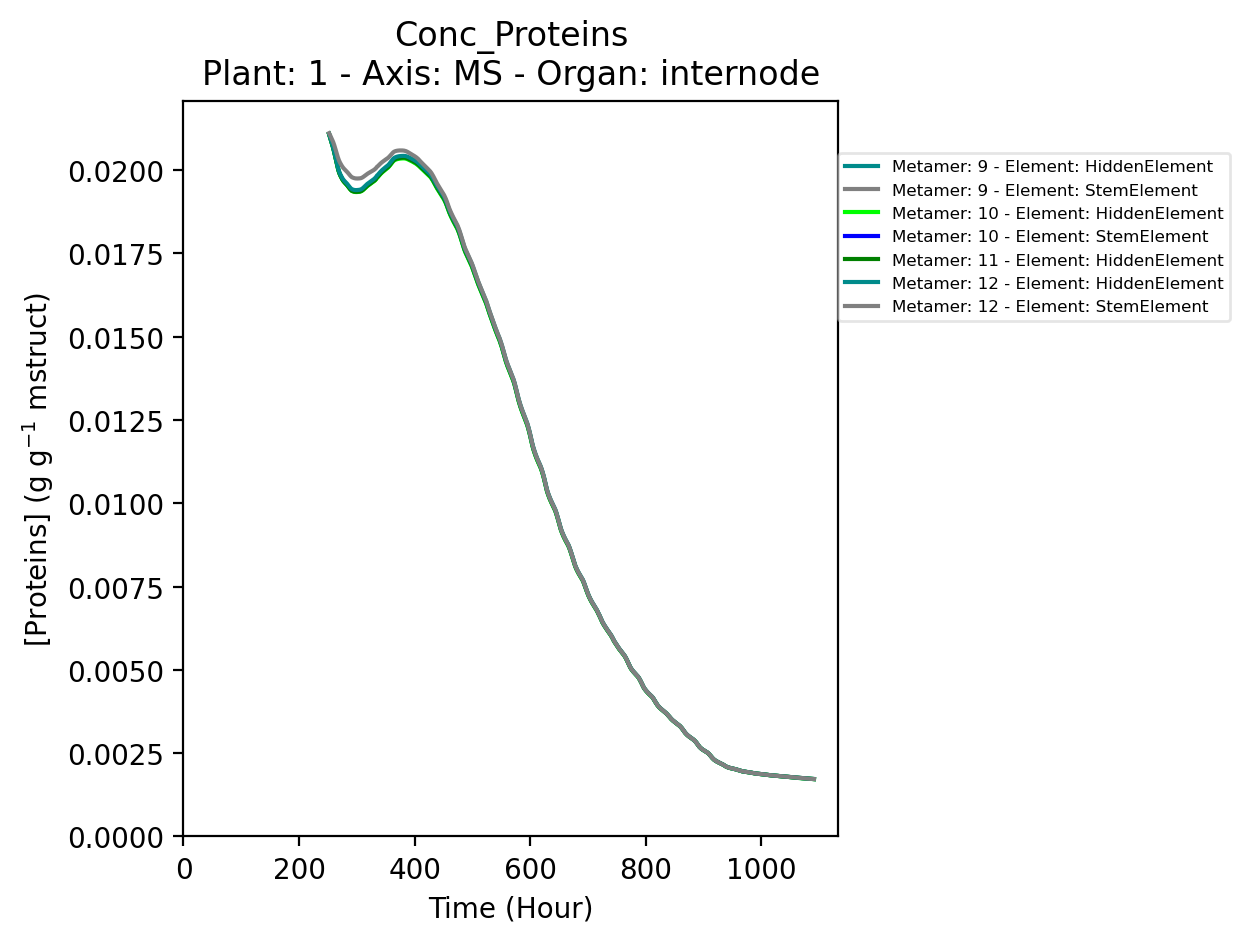 Conc_Proteins
Plant: 1 - Axis: MS - Organ: internode
[Proteins] (g g⁻¹ mstruct)
0.0200
0.0175
0.0150
0.0125
0.0100
0.0075
0.0050
0.0025
0.0000
0 200 400 600 800 1000
Time (Hour)
Metamer: 9 - Element: HiddenElement
Metamer: 9 - Element: StemElement
Metamer: 10 - Element: HiddenElement
Metamer: 10 - Element: StemElement
Metamer: 11 - Element: HiddenElement
Metamer: 12 - Element: HiddenElement
Metamer: 12 - Element: StemElement